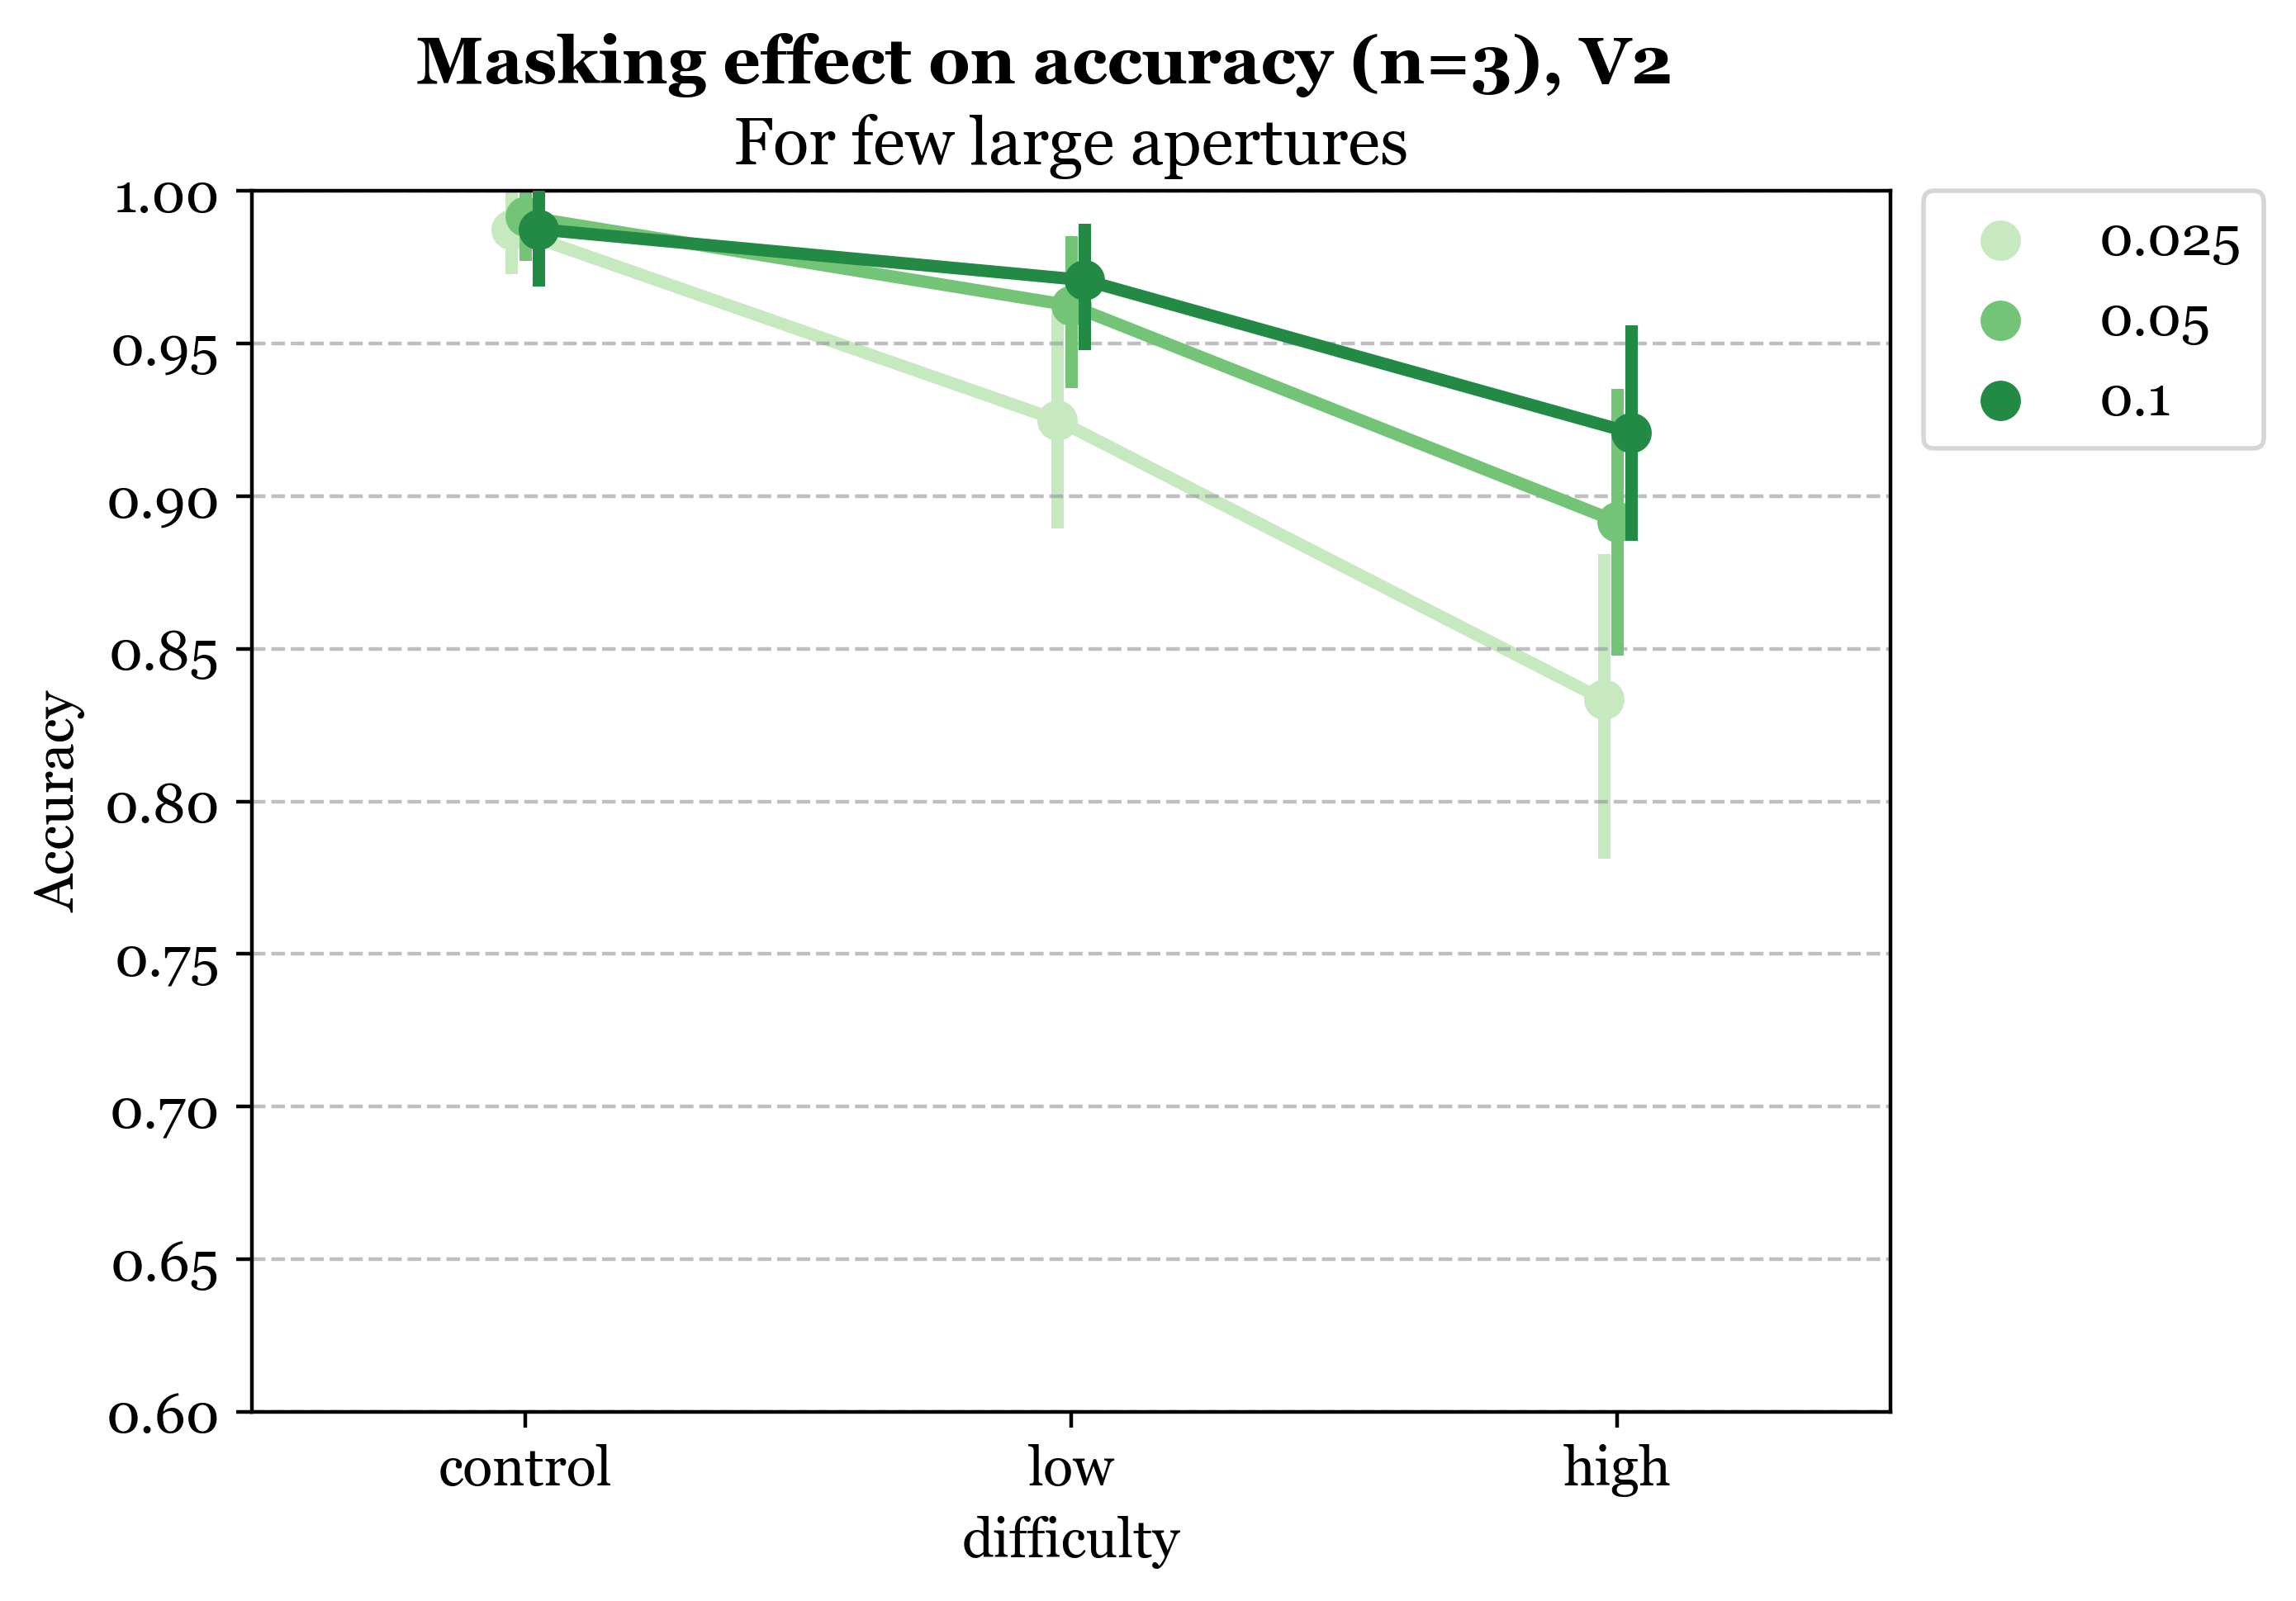 Masking effect on accuracy (n=3), V2
For few large apertures
1.00
0.95
0.90
0.85
0.80
0.75
0.70
0.65
0.60
Accuracy
control
low
high
difficulty
0.025
0.05
0.1